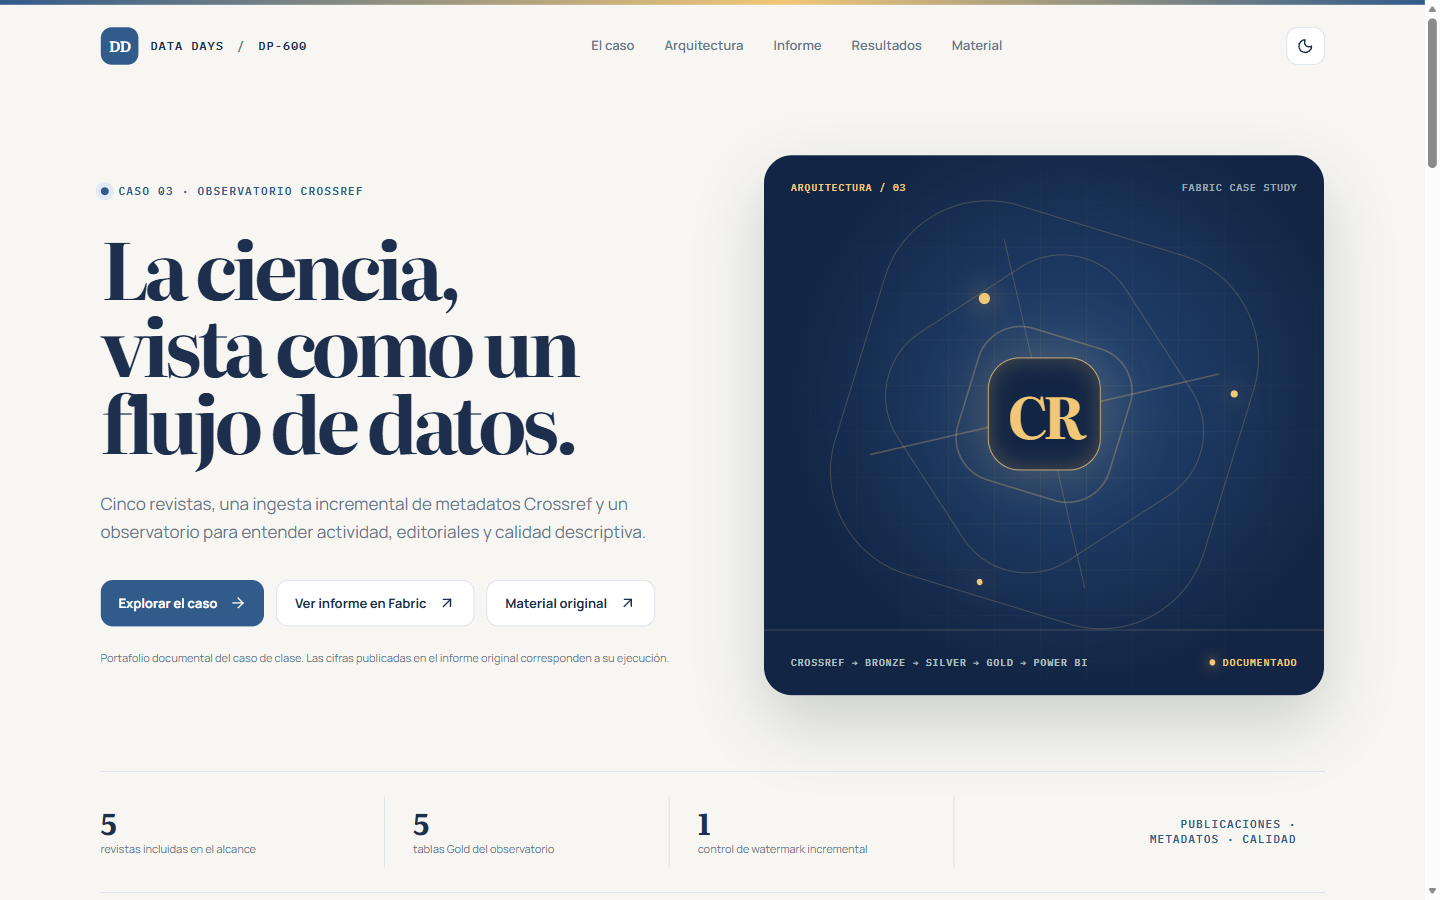 DD DATA DAYS / DP-600
El caso Arquitectura Informe Resultados Material
CASO 03 · OBSERVATORIO CROSSREF
La ciencia,
vista como un
flujo de datos.
Cinco revistas, una ingesta incremental de metadatos Crossref y un
observatorio para entender actividad, editoriales y calidad descriptiva.
Explorar el caso → Ver informe en Fabric ↗ Material original ↗
Portafolio documental del caso de clase. Las cifras publicadas en el informe original corresponden a su ejecución.
ARQUITECTURA / 03 FABRIC CASE STUDY
CR
CROSSREF → BRONZE → SILVER → GOLD → POWER BI DOCUMENTADO
5
revistas incluidas en el alcance
5
tablas Gold del observatorio
1
control de watermark incremental
PUBLICACIONES ·
METADATOS · CALIDAD